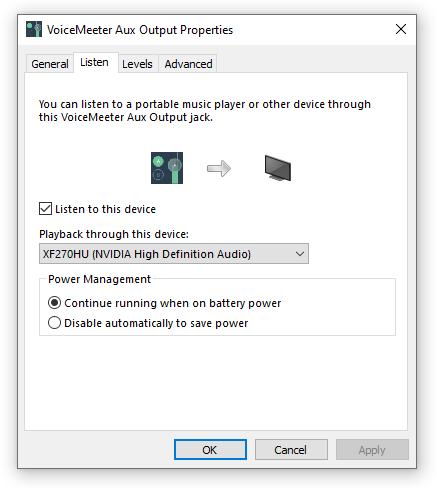 VoiceMeeter Aux Output Properties
General Listen Levels Advanced
You can listen to a portable music player or other device through
this VoiceMeeter Aux Output jack.
Listen to this device
Playback through this device:
XF270HU (NVIDIA High Definition Audio)
Power Management
Continue running when on battery power
Disable automatically to save power
OK Cancel Apply